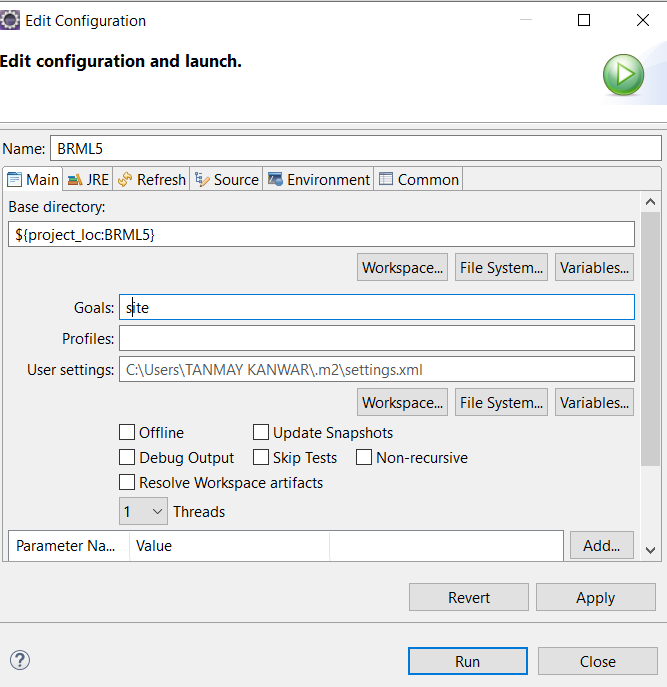 Edit Configuration
Edit configuration and launch.
Name: BRML5
Main JRE Refresh Source Environment Common
Base directory:
${project_loc:BRML5}
Workspace... File System... Variables...
Goals: site
Profiles:
User settings: C:\Users\TANMAY KANWAR\.m2\settings.xml
Workspace... File System... Variables...
Offline Update Snapshots
Debug Output Skip Tests Non-recursive
Resolve Workspace artifacts
1 Threads
Parameter Na... Value Add...
Revert Apply
? Run Close